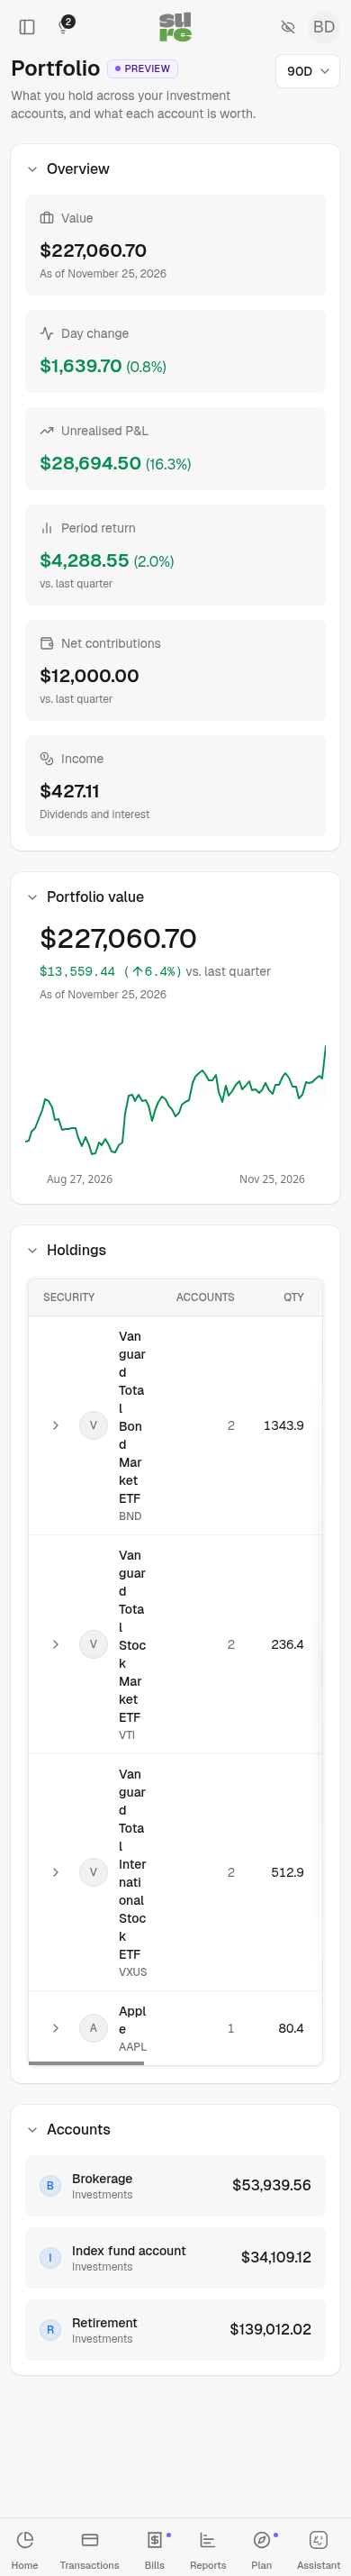 2
sure
BD
Portfolio
PREVIEW
90D
What you hold across your investment
accounts, and what each account is worth.
Overview
Value
$227,060.70
As of November 25, 2026
Day change
$1,639.70 (0.8%)
Unrealised P&L
$28,694.50 (16.3%)
Period return
$4,288.55 (2.0%)
vs. last quarter
Net contributions
$12,000.00
vs. last quarter
Income
$427.11
Dividends and interest
Portfolio value
$227,060.70
$13,559.44 (↑6.4%) vs. last quarter
As of November 25, 2026
Aug 27, 2026 Nov 25, 2026
Holdings
SECURITY ACCOUNTS QTY
V
Van
guar
d
Tota
l
Bon
d
Mar
ket
ETF
BND
2 1343.9
V
Van
guar
d
Tota
l
Stoc
k
Mar
ket
ETF
VTI
2 236.4
V
Van
guar
d
Tota
l
Inter
nati
onal
Stoc
k
ETF
VXUS
2 512.9
A
Appl
e
AAPL
1 80.4
Accounts
B
Brokerage
Investments
$53,939.56
I
Index fund account
Investments
$34,109.12
R
Retirement
Investments
$139,012.02
Home Transactions Bills Reports Plan Assistant